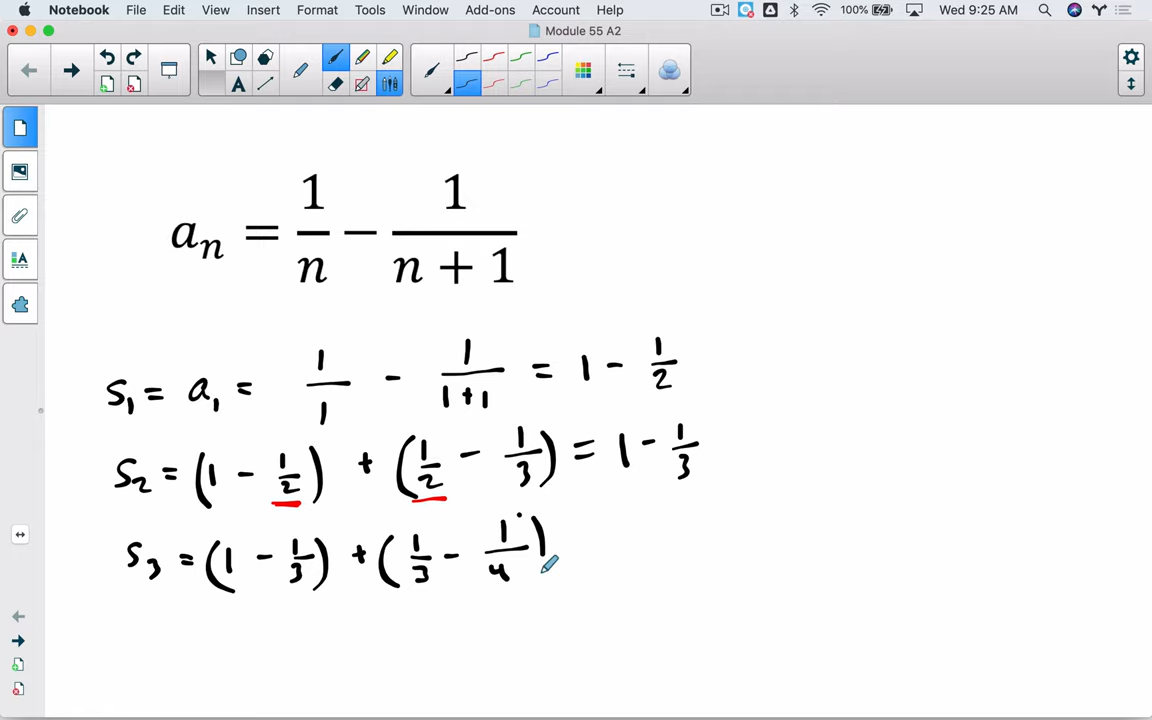 Notebook File Edit View Insert Format Tools Window Add-ons Account Help 100% Wed 9:25 AM
Module 55 A2
A
A
aₙ = 1/n − 1/(n + 1)
S₁ = a₁ = 1/1 − 1/(1+1) = 1 − 1/2
S₂ = (1 − 1/2) + (1/2 − 1/3) = 1 − 1/3
S₃ = (1 − 1/3) + (1/3 − 1/4)